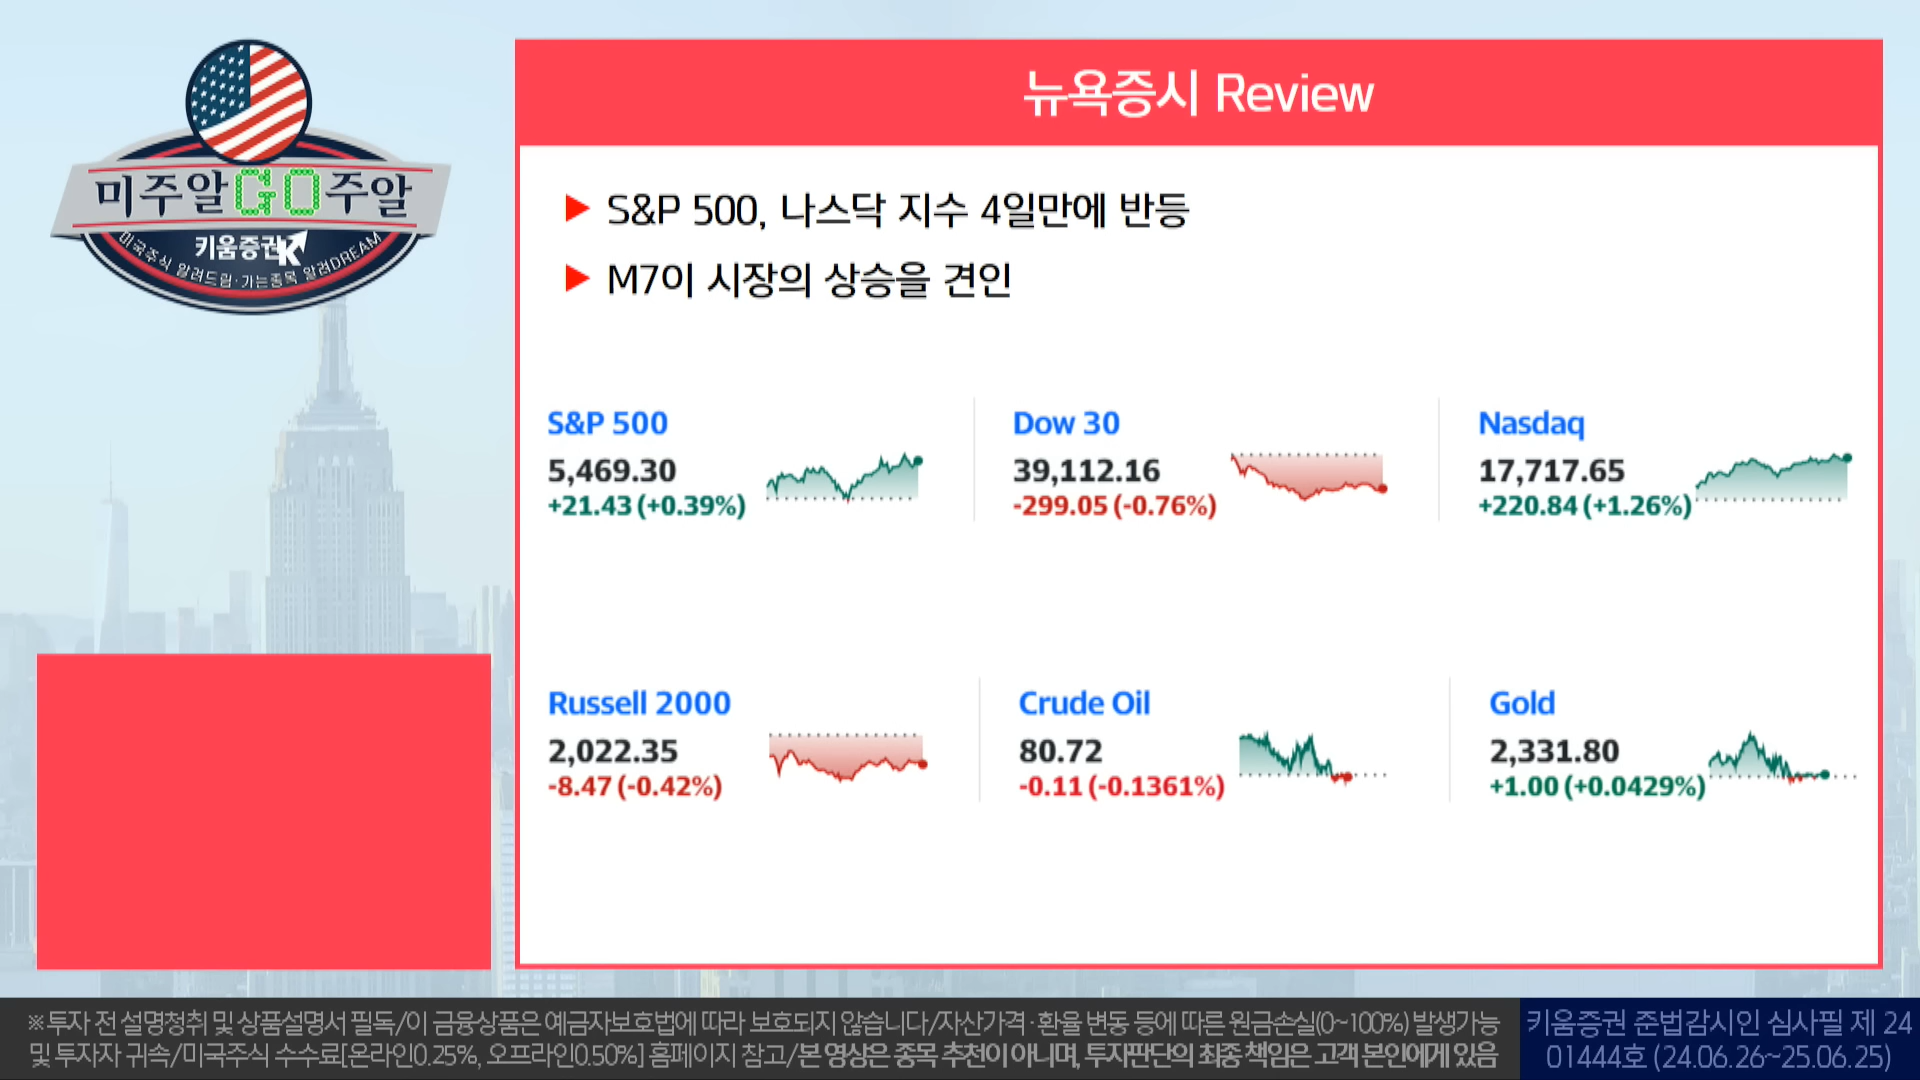 미주알GO주알
키움증권
미국주식 알려드림·가는종목 알려DREAM
뉴욕증시 Review
▶ S&P 500, 나스닥 지수 4일만에 반등
▶ M7이 시장의 상승을 견인
S&P 500
5,469.30
+21.43 (+0.39%)
Dow 30
39,112.16
-299.05 (-0.76%)
Nasdaq
17,717.65
+220.84 (+1.26%)
Russell 2000
2,022.35
-8.47 (-0.42%)
Crude Oil
80.72
-0.11 (-0.1361%)
Gold
2,331.80
+1.00 (+0.0429%)
※투자 전 설명청취 및 상품설명서 필독/이 금융상품은 예금자보호법에 따라 보호되지 않습니다/자산가격·환율 변동 등에 따른 원금손실(0~100%) 발생가능
및 투자자 귀속/미국주식 수수료[온라인0.25%, 오프라인0.50%] 홈페이지 참고/본 영상은 종목 추천이 아니며, 투자판단의 최종 책임은 고객 본인에게 있음
키움증권 준법감시인 심사필 제 24
01444호 (24.06.26~25.06.25)